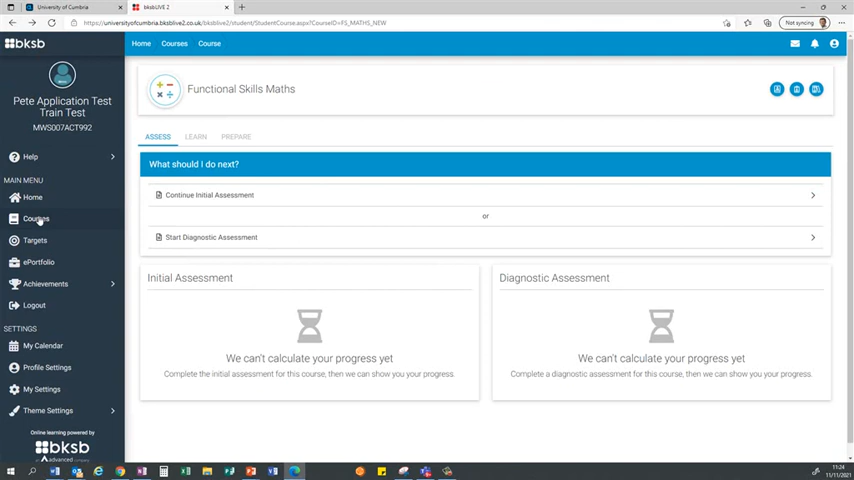 University of Cumbria
bksbLIVE 2
https://universityofcumbria.bksblive2.co.uk/bksblive2/student/StudentCourse.aspx?CourseID=FS_MATHS_NEW
Not syncing
bksb
Home Courses Course
Pete Application Test
Train Test
MWS007ACT992
Functional Skills Maths
Help
MAIN MENU
Home
Courses
Targets
ePortfolio
Achievements
Logout
SETTINGS
My Calendar
Profile Settings
My Settings
Theme Settings
Online learning powered by
bksb
advanced
ASSESS LEARN PREPARE
What should I do next?
Continue Initial Assessment
or
Start Diagnostic Assessment
Initial Assessment
We can't calculate your progress yet
Complete the initial assessment for this course, then we can show you your progress.
Diagnostic Assessment
We can't calculate your progress yet
Complete a diagnostic assessment for this course, then we can show you your progress.
11:24
11/11/2021